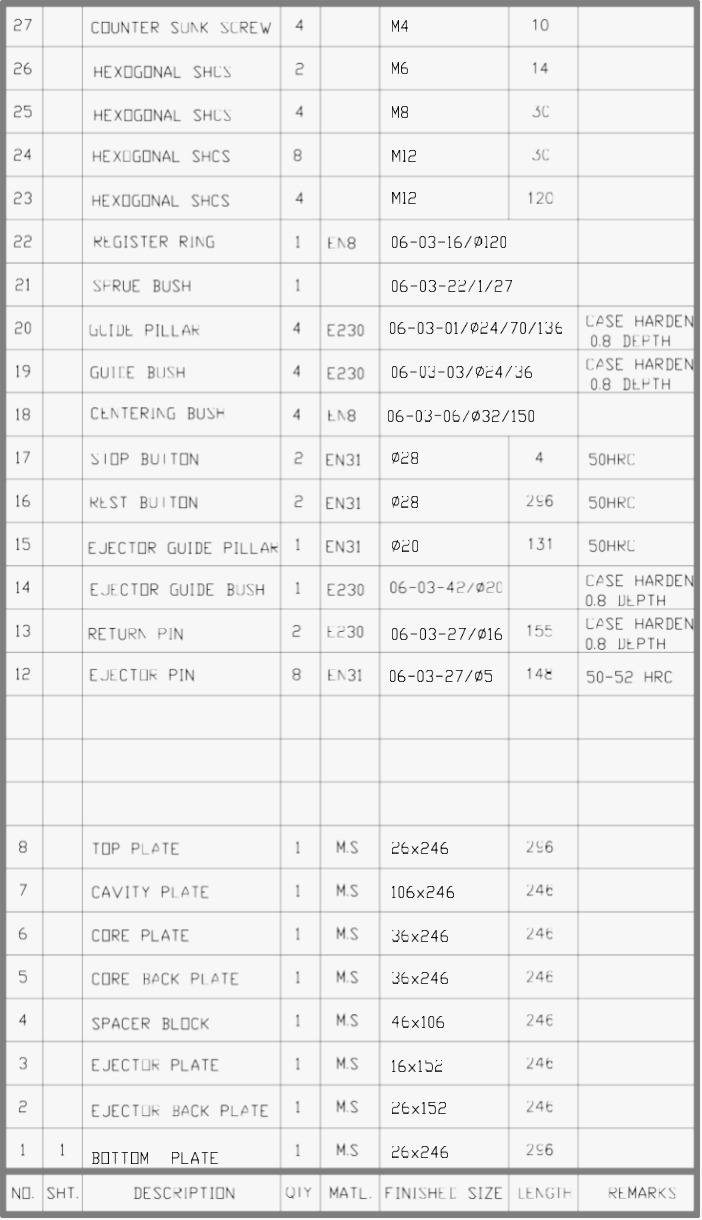 27 COUNTER SUNK SCREW 4 M4 10
26 HEXOGONAL SHCS 2 M6 14
25 HEXOGONAL SHCS 4 M8 30
24 HEXOGONAL SHCS 8 M12 30
23 HEXOGONAL SHCS 4 M12 120
22 REGISTER RING 1 EN8 06-03-16/Ø120
21 SPRUE BUSH 1 06-03-22/1/27
20 GUIDE PILLAR 4 E230 06-03-01/Ø24/70/136 CASE HARDEN
0.8 DEPTH
19 GUIDE BUSH 4 E230 06-03-03/Ø24/36 CASE HARDEN
0.8 DEPTH
18 CENTERING BUSH 4 EN8 06-03-06/Ø32/150
17 STOP BUTTON 2 EN31 Ø28 4 50HRC
16 REST BUTTON 2 EN31 Ø28 296 50HRC
15 EJECTOR GUIDE PILLAR 1 EN31 Ø20 131 50HRC
14 EJECTOR GUIDE BUSH 1 E230 06-03-42/Ø20 CASE HARDEN
0.8 DEPTH
13 RETURN PIN 2 E230 06-03-27/Ø16 155 CASE HARDEN
0.8 DEPTH
12 EJECTOR PIN 8 EN31 06-03-27/Ø5 148 50-52 HRC
8 TOP PLATE 1 M.S 26x246 296
7 CAVITY PLATE 1 M.S 106x246 246
6 CORE PLATE 1 M.S 36x246 246
5 CORE BACK PLATE 1 M.S 36x246 246
4 SPACER BLOCK 1 M.S 46x106 246
3 EJECTOR PLATE 1 M.S 16x152 246
2 EJECTOR BACK PLATE 1 M.S 26x152 246
1 1 BOTTOM PLATE 1 M.S 26x246 296
NO. SHT. DESCRIPTION QTY MATL. FINISHED SIZE LENGTH REMARKS